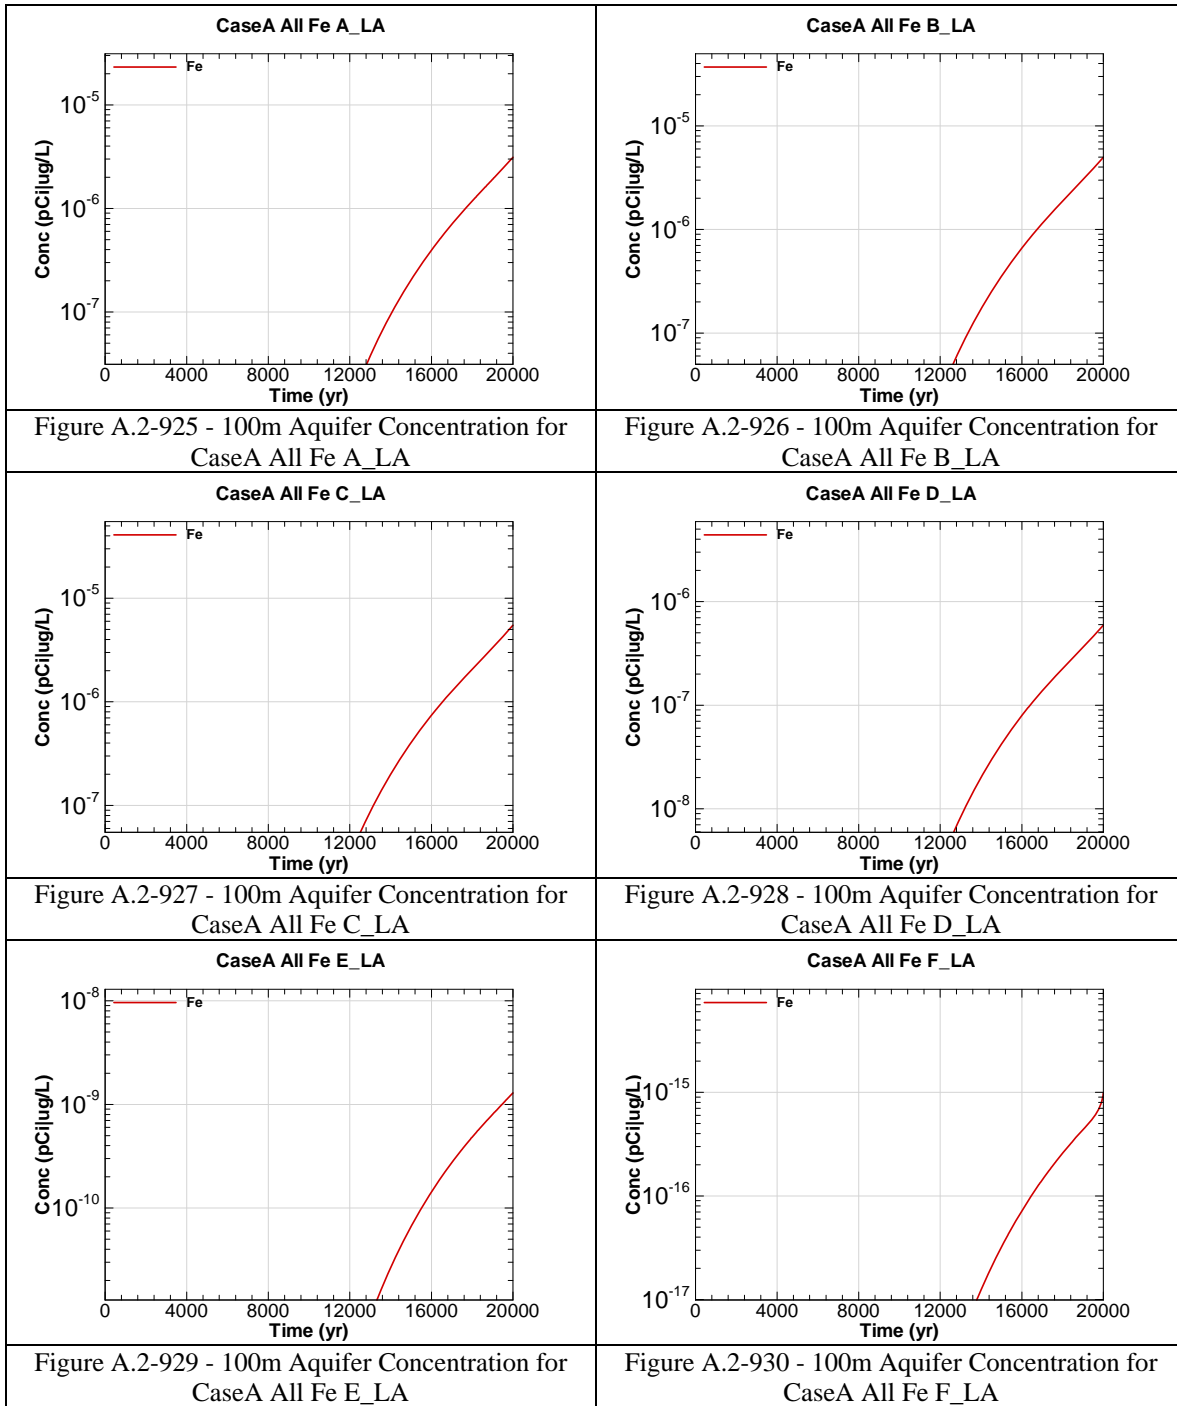 CaseA All Fe A_LA
Fe
10-5
10-6
10-7
Conc (pCi|ug/L)
0 4000 8000 12000 16000 20000
Time (yr)
Figure A.2-925 - 100m Aquifer Concentration for
CaseA All Fe A_LA
CaseA All Fe B_LA
Fe
10-5
10-6
10-7
Conc (pCi|ug/L)
0 4000 8000 12000 16000 20000
Time (yr)
Figure A.2-926 - 100m Aquifer Concentration for
CaseA All Fe B_LA
CaseA All Fe C_LA
Fe
10-5
10-6
10-7
Conc (pCi|ug/L)
0 4000 8000 12000 16000 20000
Time (yr)
Figure A.2-927 - 100m Aquifer Concentration for
CaseA All Fe C_LA
CaseA All Fe D_LA
Fe
10-6
10-7
10-8
Conc (pCi|ug/L)
0 4000 8000 12000 16000 20000
Time (yr)
Figure A.2-928 - 100m Aquifer Concentration for
CaseA All Fe D_LA
CaseA All Fe E_LA
Fe
10-8
10-9
10-10
Conc (pCi|ug/L)
0 4000 8000 12000 16000 20000
Time (yr)
Figure A.2-929 - 100m Aquifer Concentration for
CaseA All Fe E_LA
CaseA All Fe F_LA
Fe
10-15
10-16
10-17
Conc (pCi|ug/L)
0 4000 8000 12000 16000 20000
Time (yr)
Figure A.2-930 - 100m Aquifer Concentration for
CaseA All Fe F_LA